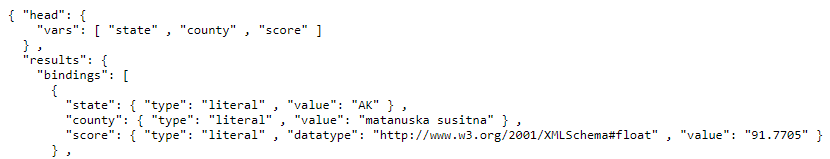 { "head": {
"vars": [ "state" , "county" , "score" ]
} ,
"results": {
"bindings": [
{
"state": { "type": "literal" , "value": "AK" } ,
"county": { "type": "literal" , "value": "matanuska susitna" } ,
"score": { "type": "literal" , "datatype": "http://www.w3.org/2001/XMLSchema#float" , "value": "91.7705" }
} ,